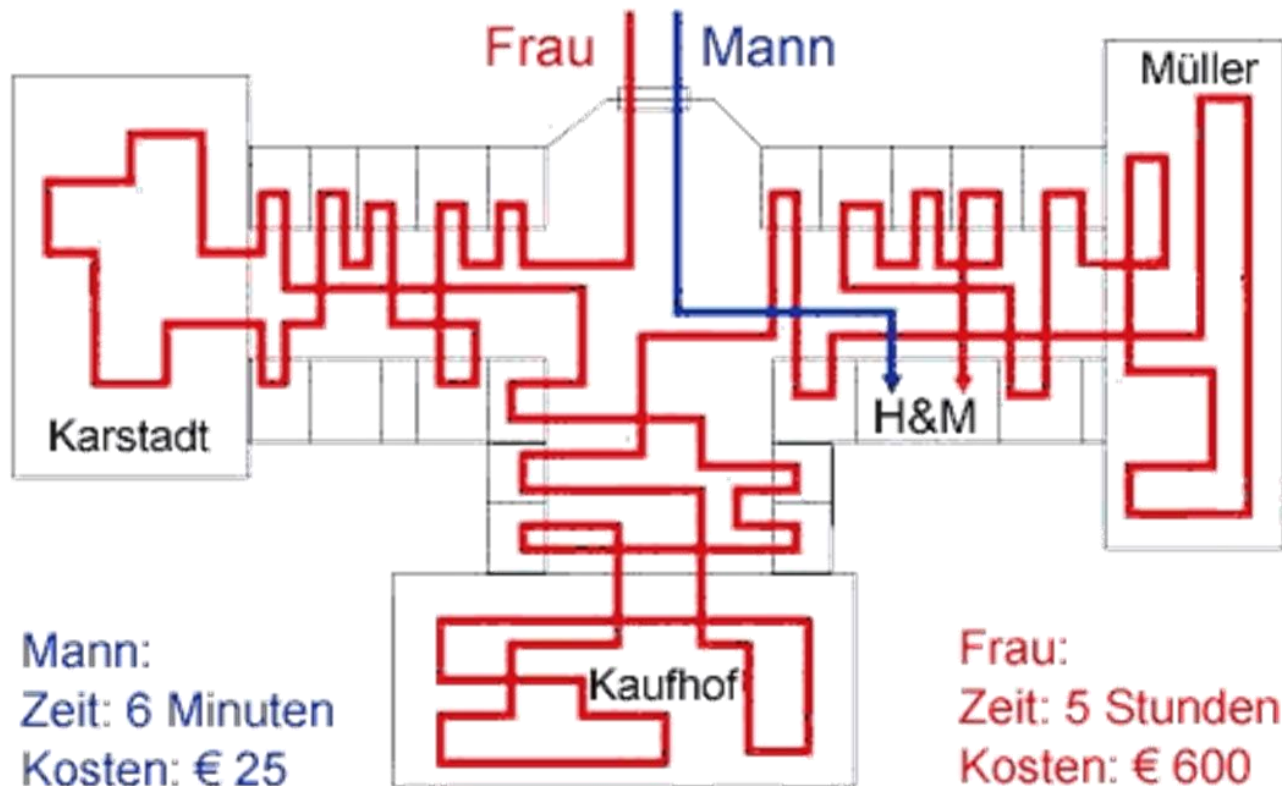 Frau Mann
Müller
Karstadt
H&M
Kaufhof
Mann:
Zeit: 6 Minuten
Kosten: € 25
Frau:
Zeit: 5 Stunden
Kosten: € 600